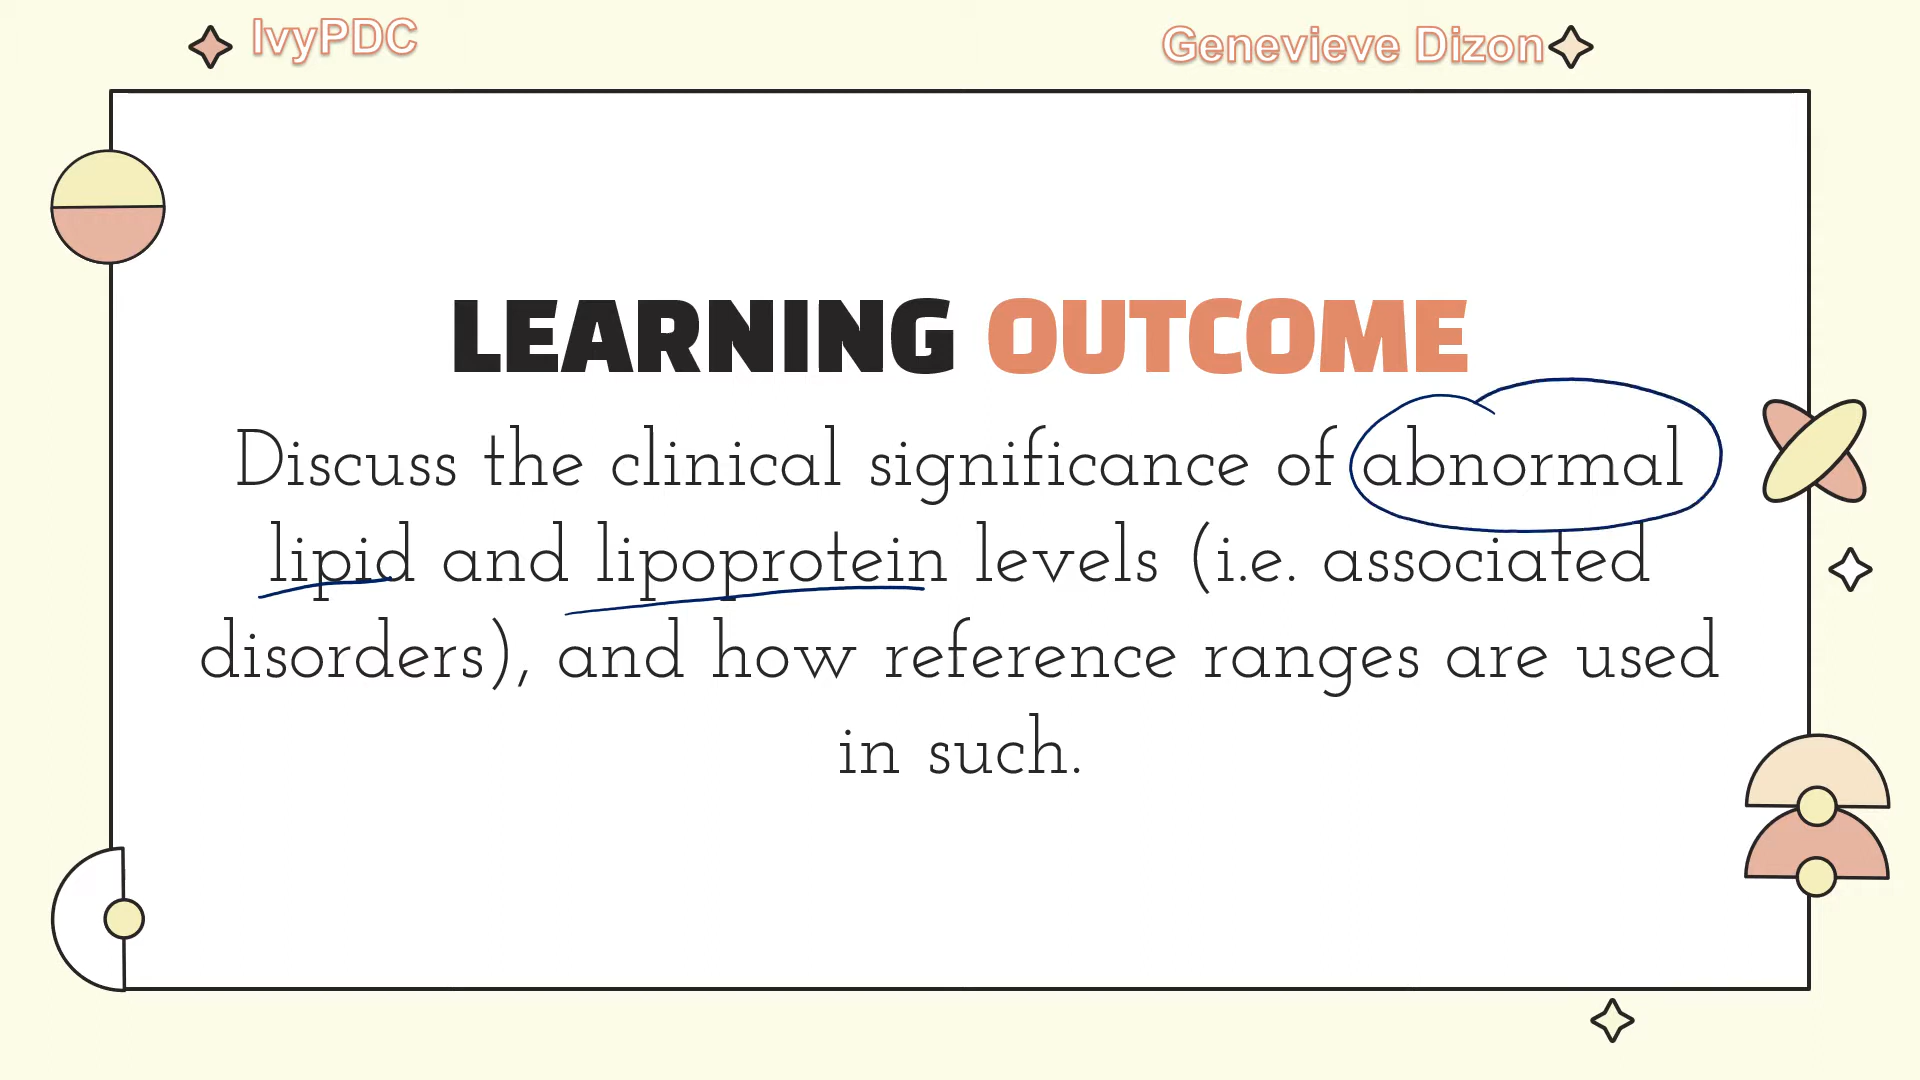 IvyPDC
Genevieve Dizon
LEARNING OUTCOME
Discuss the clinical significance of abnormal
lipid and lipoprotein levels (i.e. associated
disorders), and how reference ranges are used
in such.